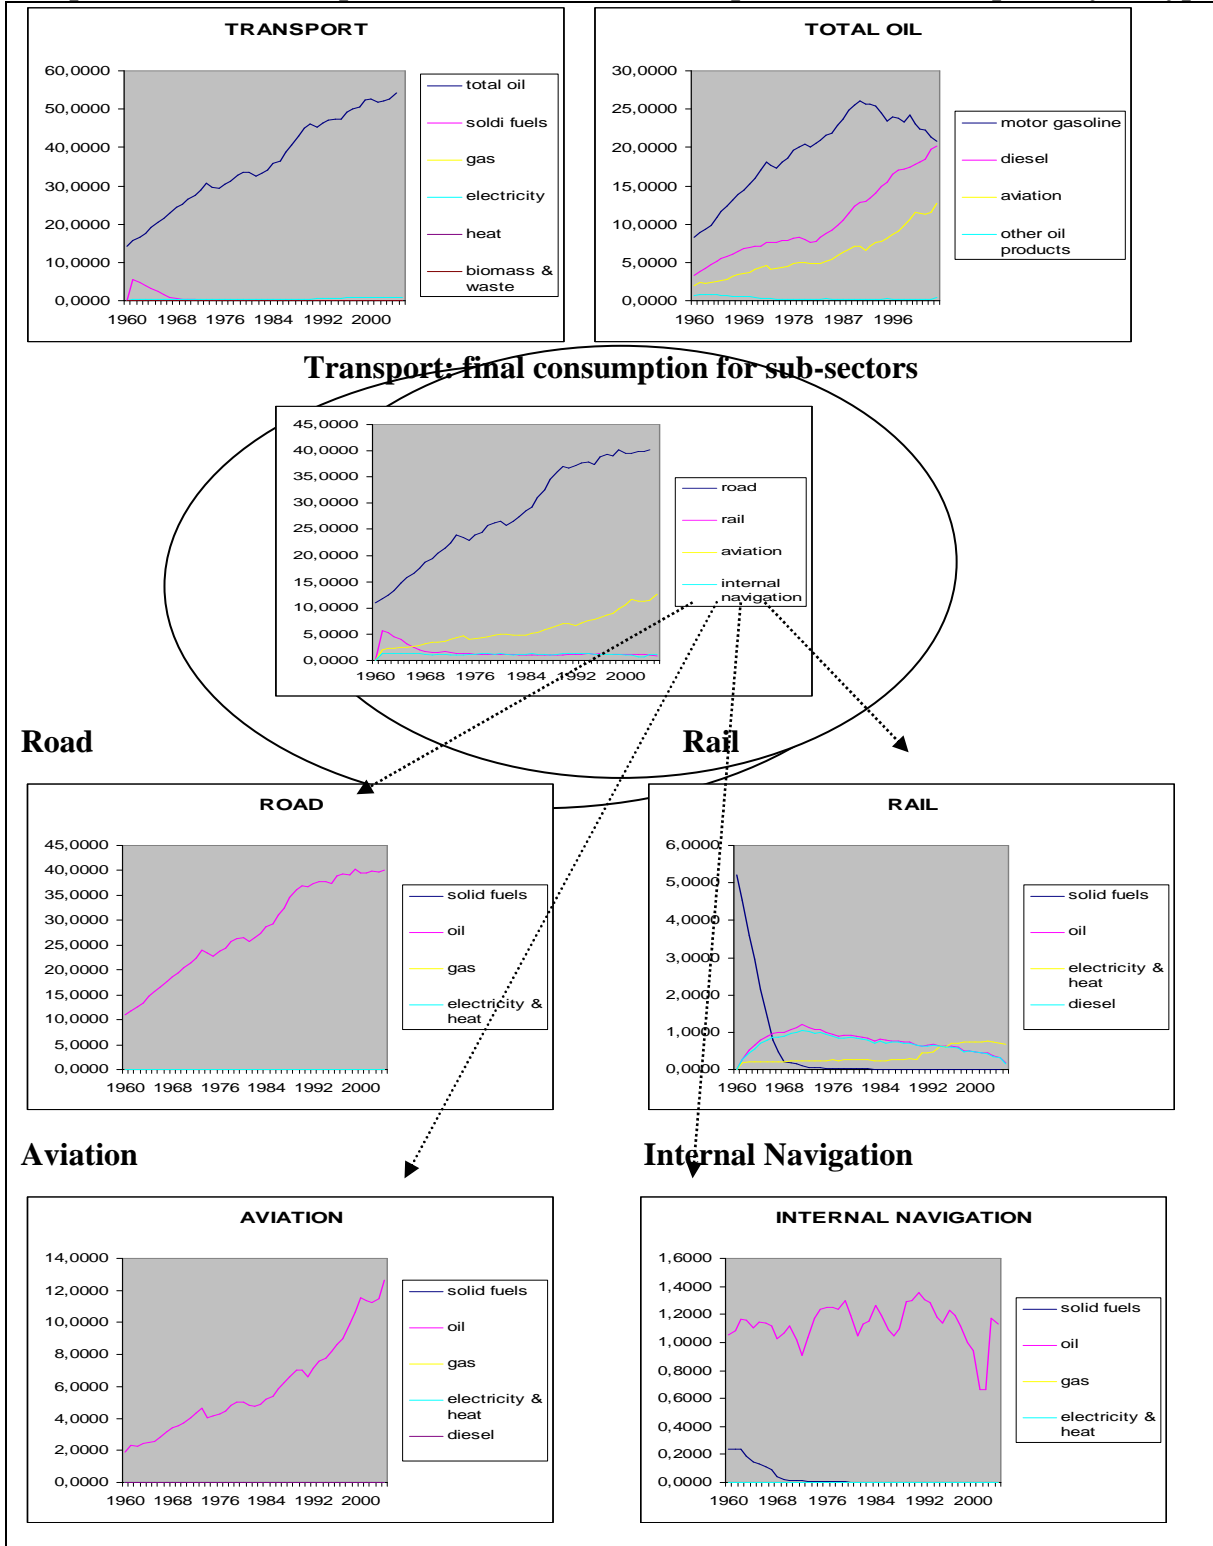 TRANSPORT
60,0000
50,0000
40,0000
30,0000
20,0000
10,0000
0,0000
1960 1968 1976 1984 1992 2000
total oil
soldi fuels
gas
electricity
heat
biomass &
waste
TOTAL OIL
30,0000
25,0000
20,0000
15,0000
10,0000
5,0000
0,0000
1960 1969 1978 1987 1996
motor gasoline
diesel
aviation
other oil
products
Transport: final consumption for sub-sectors
45,0000
40,0000
35,0000
30,0000
25,0000
20,0000
15,0000
10,0000
5,0000
0,0000
1960 1968 1976 1984 1992 2000
road
rail
aviation
internal
navigation
Road
Rail
ROAD
45,0000
40,0000
35,0000
30,0000
25,0000
20,0000
15,0000
10,0000
5,0000
0,0000
1960 1968 1976 1984 1992 2000
solid fuels
oil
gas
electricity &
heat
RAIL
6,0000
5,0000
4,0000
3,0000
2,0000
1,0000
0,0000
1960 1968 1976 1984 1992 2000
solid fuels
oil
electricity &
heat
diesel
Aviation
Internal Navigation
AVIATION
14,0000
12,0000
10,0000
8,0000
6,0000
4,0000
2,0000
0,0000
1960 1968 1976 1984 1992 2000
solid fuels
oil
gas
electricity &
heat
diesel
INTERNAL NAVIGATION
1,6000
1,4000
1,2000
1,0000
0,8000
0,6000
0,4000
0,2000
0,0000
1960 1968 1976 1984 1992 2000
solid fuels
oil
gas
electricity &
heat